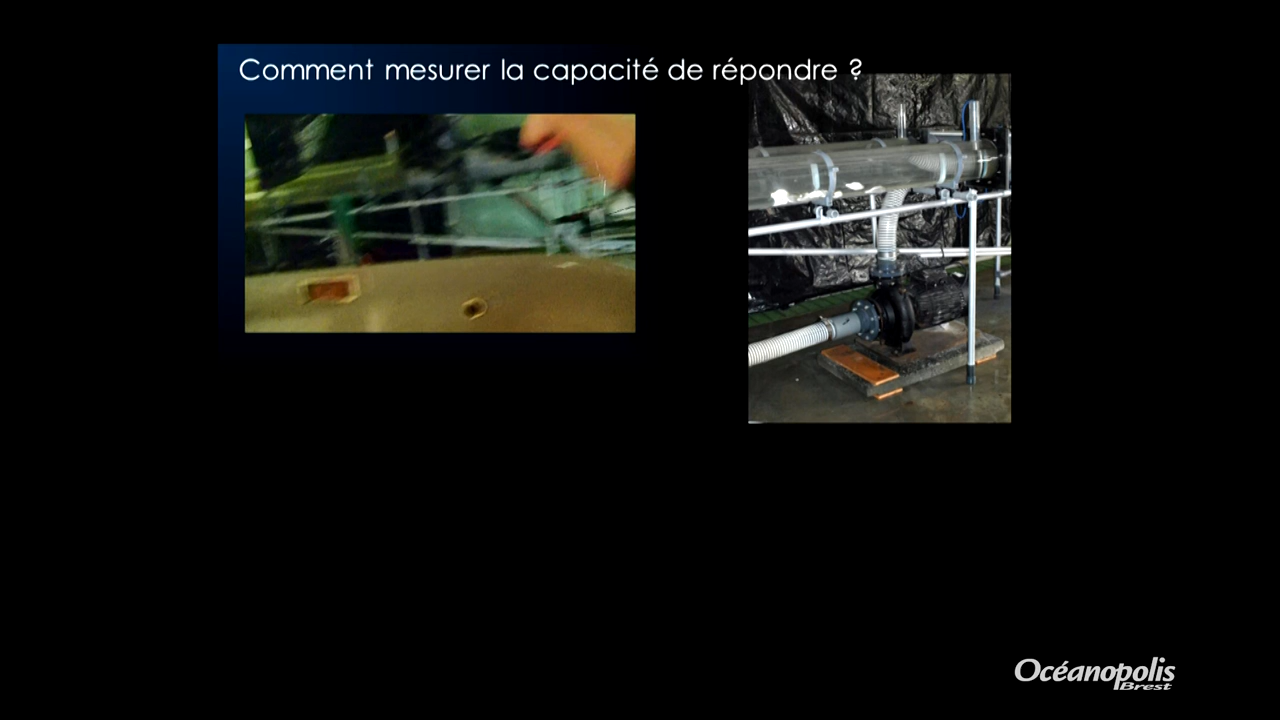 Comment mesurer la capacité de répondre ?
Océanopolis
Brest